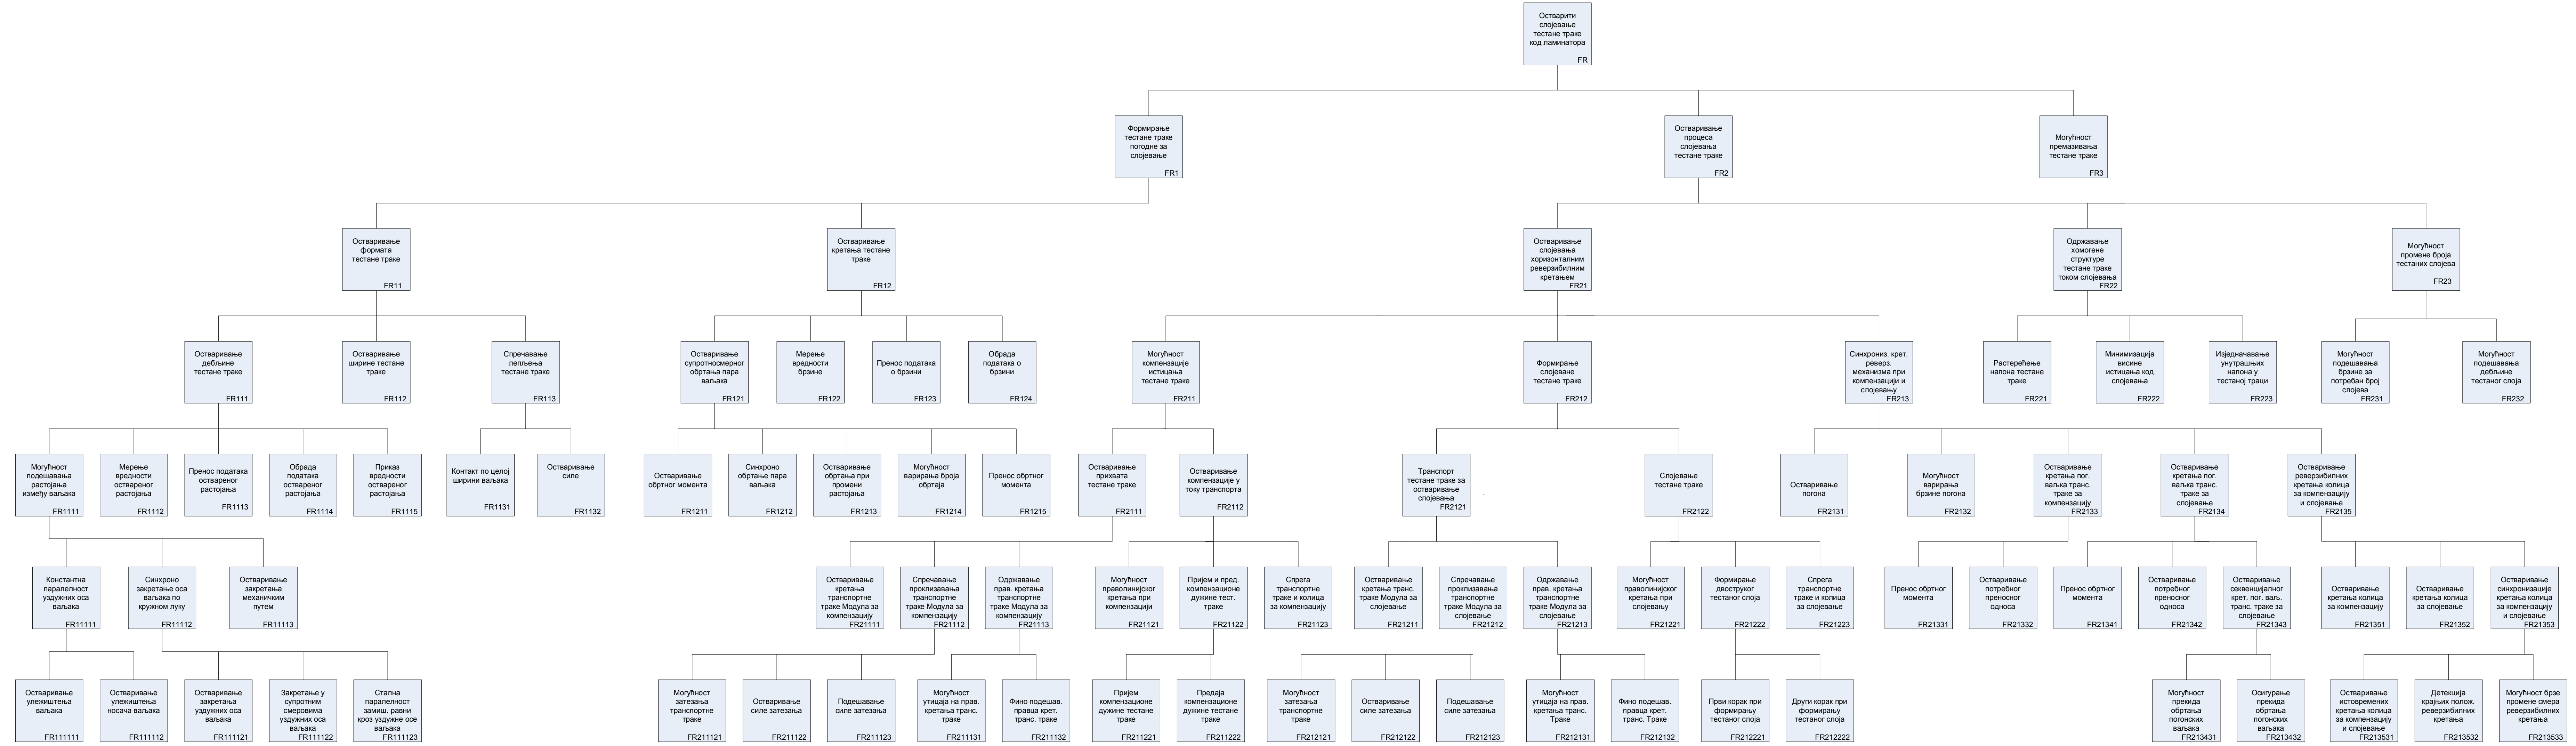 Остварити
слојевање
тестане траке
код ламинатора
FR
Формирање
тестане траке
погодне за
слојевање
FR1
Остваривање
процеса
слојевања
тестане траке
FR2
Могућност
премазивања
тестане траке
FR3
Остваривање
формата
тестане траке
FR11
Остваривање
кретања тестане
траке
FR12
Остваривање
слојевања
хоризонталним
реверзибилним
кретањем
FR21
Одржавање
хомогене
структуре
тестане траке
током слојевања
FR22
Могућност
промене броја
тестаних слојева
FR23
Остваривање
дебљине
тестане траке
FR111
Остваривање
ширине тестане
траке
FR112
Спречавање
лепљења
тестане траке
FR113
Остваривање
супротносмерног
обртања пара
ваљака
FR121
Мерење
вредности
брзине
FR122
Пренос података
о брзини
FR123
Обрада
података о
брзини
FR124
Могућност
компензације
истицања
тестане траке
FR211
Формирање
слојеване
тестане траке
FR212
Синхрониз. крет.
реверз.
механизма при
компензацији и
слојевању
FR213
Растерећење
напона тестане
траке
FR221
Минимизација
висине
истицања код
слојевања
FR222
Изједначавање
унутрашњих
напона у
тестаној траци
FR223
Могућност
подешавања
брзине за
потребан број
слојева
FR231
Могућност
подешавања
дебљине
тестаног слоја
FR232
Могућност
подешавања
растојања
између ваљака
FR1111
Мерење
вредности
оствареног
растојања
FR1112
Пренос података
оствареног
растојања
FR1113
Обрада
података
оствареног
растојања
FR1114
Приказ
вредности
оствареног
растојања
FR1115
Контакт по целој
ширини ваљака
FR1131
Остваривање
силе
FR1132
Остваривање
обртног момента
FR1211
Синхроно
обртање пара
ваљака
FR1212
Остваривање
обртања при
промени
растојања
FR1213
Могућност
варирања броја
обртаја
FR1214
Пренос обртног
момента
FR1215
Остваривање
прихвата
тестане траке
FR2111
Остваривање
компензације у
току транспорта
FR2112
Транспорт
тестане траке за
остваривање
слојевања
FR2121
Слојевање
тестане траке
FR2122
Остваривање
погона
FR2131
Могућност
варирања
брзине погона
FR2132
Остваривање
кретања пог.
ваљка транс.
траке за
компензацију
FR2133
Остваривање
кретања пог.
ваљка транс.
траке за
слојевање
FR2134
Остваривање
реверзибилних
кретања колица
за компензацију
и слојевање
FR2135
Константна
паралелност
уздужних оса
ваљака
FR11111
Синхроно
закретање оса
ваљака по
кружном луку
FR11112
Остваривање
закретања
механичким
путем
FR11113
Остваривање
кретања
транспортне
траке Модула за
компензацију
FR21111
Спречавање
проклизавања
транспортне
траке Модула за
компензацију
FR21112
Одржавање
прав. кретања
транспортне
траке Модула за
компензацију
FR21113
Могућност
праволинијског
кретања при
компензацији
FR21121
Пријем и пред.
компензационе
дужине тест.
траке
FR21122
Спрега
транспортне
траке и колица
за компензацију
FR21123
Остваривање
кретања транс.
траке Модула за
слојевање
FR21211
Спречавање
проклизавања
транспортне
траке Модула за
слојевање
FR21212
Одржавање
прав. кретања
транспортне
траке Модула за
слојевање
FR21213
Могућност
праволинијског
кретања при
слојевању
FR21221
Формирање
двоструког
тестаног слоја
FR21222
Спрега
транспортне
траке и колица
за слојевање
FR21223
Пренос обртног
момента
FR21331
Остваривање
потребног
преносног
односа
FR21332
Пренос обртног
момента
FR21341
Остваривање
потребног
преносног
односа
FR21342
Остваривање
секвенцијалног
крет. пог. ваљ.
транс. траке за
слојевање
FR21343
Остваривање
кретања колица
за компензацију
FR21351
Остваривање
кретања колица
за слојевање
FR21352
Остваривање
синхронизације
кретања колица
за компензацију
и слојевање
FR21353
Остваривање
улежиштења
ваљака
FR111111
Остваривање
улежиштења
носача ваљака
FR111112
Остваривање
закретања
уздужних оса
ваљака
FR111121
Закретање у
супротним
смеровима
уздужних оса
ваљака
FR111122
Стална
паралелност
замиш. равни
кроз уздужне осе
ваљака
FR111123
Могућност
затезања
транспортне
траке
FR211121
Остваривање
силе затезања
FR211122
Подешавање
силе затезања
FR211123
Могућност
утицаја на прав.
кретања транс.
траке
FR211131
Фино подешав.
правца крет.
транс. траке
FR211132
Пријем
компензационе
дужине тестане
траке
FR211221
Предаја
компензационе
дужине тестане
траке
FR211222
Могућност
затезања
транспортне
траке
FR212121
Остваривање
силе затезања
FR212122
Подешавање
силе затезања
FR212123
Могућност
утицаја на прав.
кретања транс.
Траке
FR212131
Фино подешав.
правца крет.
транс. Траке
FR212132
Први корак при
формирању
тестаног слоја
FR212221
Други корак при
формирању
тестаног слоја
FR212222
Могућност
прекида
обртања
погонских
ваљака
FR213431
Осигурање
прекида
обртања
погонских
ваљака
FR213432
Остваривање
истовремених
кретања колица
за компензацију
и слојевање
FR213531
Детекција
крајњих полож.
реверзибилних
кретања
FR213532
Могућност брзе
промене смера
реверзибилних
кретања
FR213533